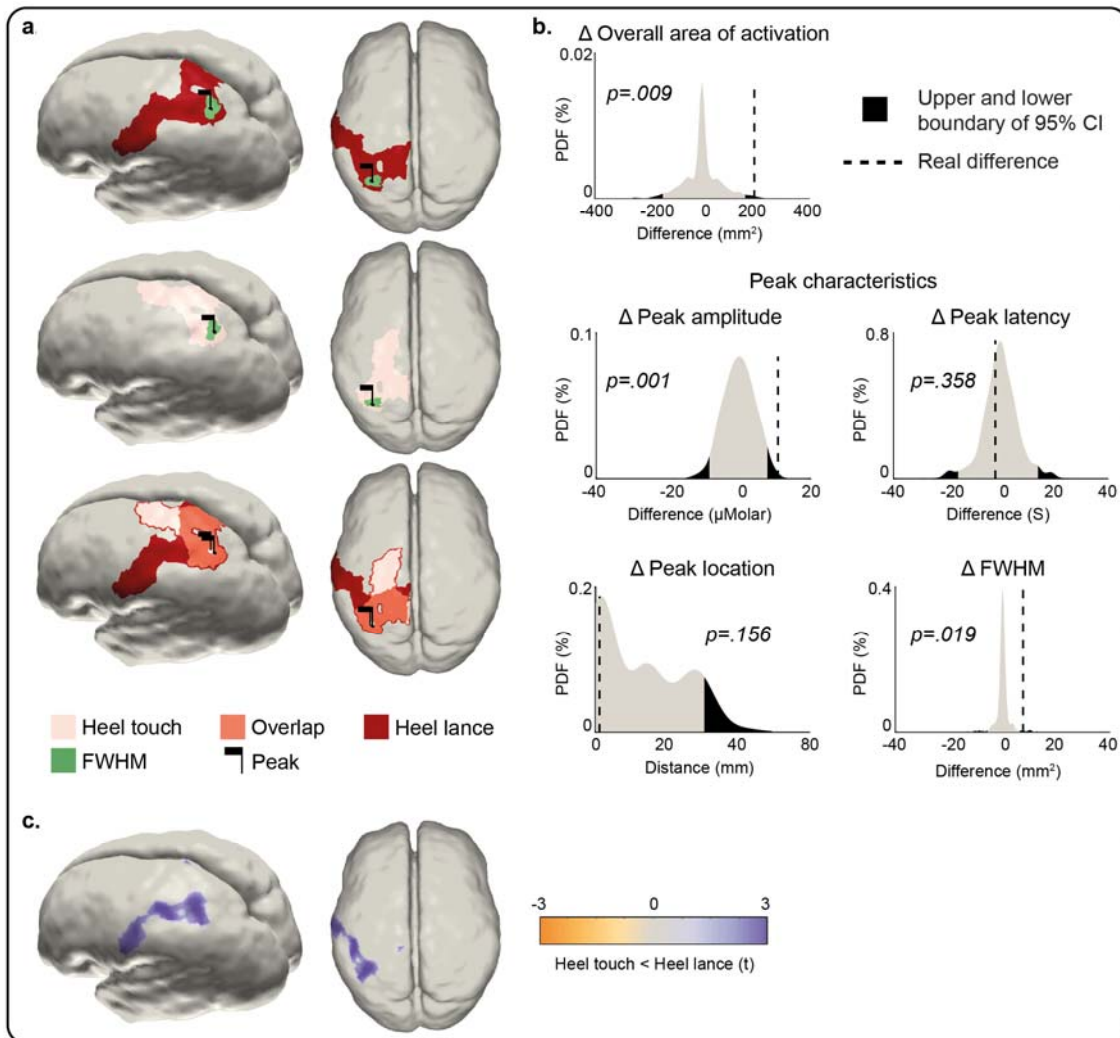 a.
b.
Δ Overall area of activation
0.02
p=.009
PDF (%)
0
-400 -200 0 200 400
Difference (mm²)
Upper and lower
boundary of 95% CI
Real difference
Peak characteristics
Δ Peak amplitude
0.1
p=.001
PDF (%)
0
-40 -20 0 20
Difference (µMolar)
Δ Peak latency
0.8
p=.358
PDF (%)
0
-40 -20 0 20 40
Difference (S)
Δ Peak location
0.2
p=.156
PDF (%)
0
0 20 40 60 80
Distance (mm)
Δ FWHM
0.4
p=.019
PDF (%)
0
-40 -20 0 20 40
Difference (mm²)
Heel touch Overlap Heel lance
FWHM Peak
c.
-3 0 3
Heel touch < Heel lance (t)